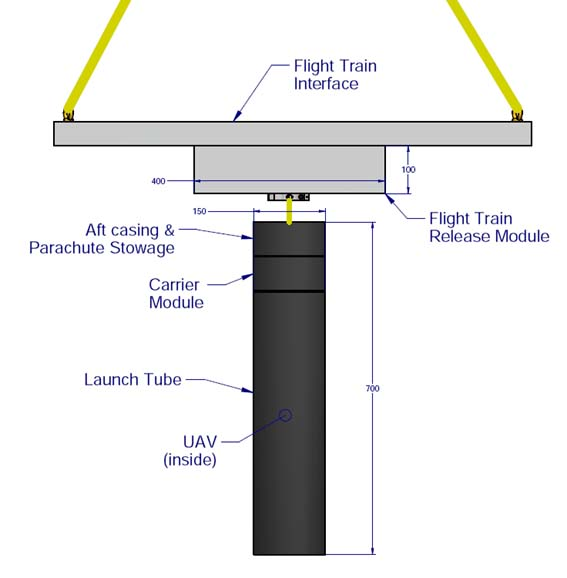 Flight Train
Interface
100
400
150
Flight Train
Release Module
Aft casing &
Parachute Stowage
Carrier
Module
Launch Tube
700
UAV
(inside)